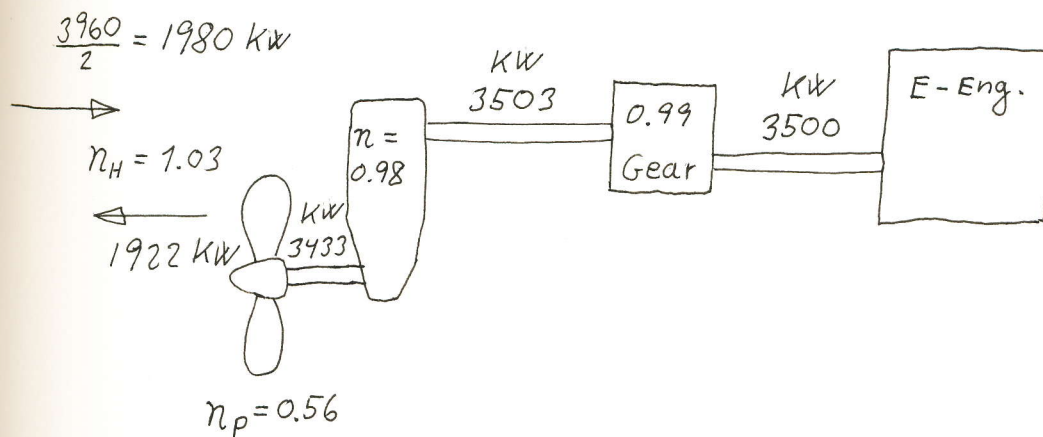 3960/2 = 1980 KW
η_H = 1.03
1922 KW
η_P = 0.56
KW
3433
η =
0.98
KW
3503
0.99
Gear
KW
3500
E-Eng.